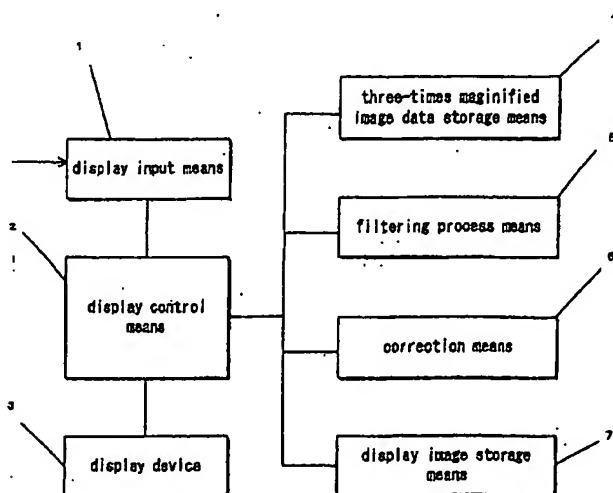 1
display input means
2
display control
means
3
display device
three-times maginified
image data storage means
5
filtering process means
6
correction means
7
display image storage
means